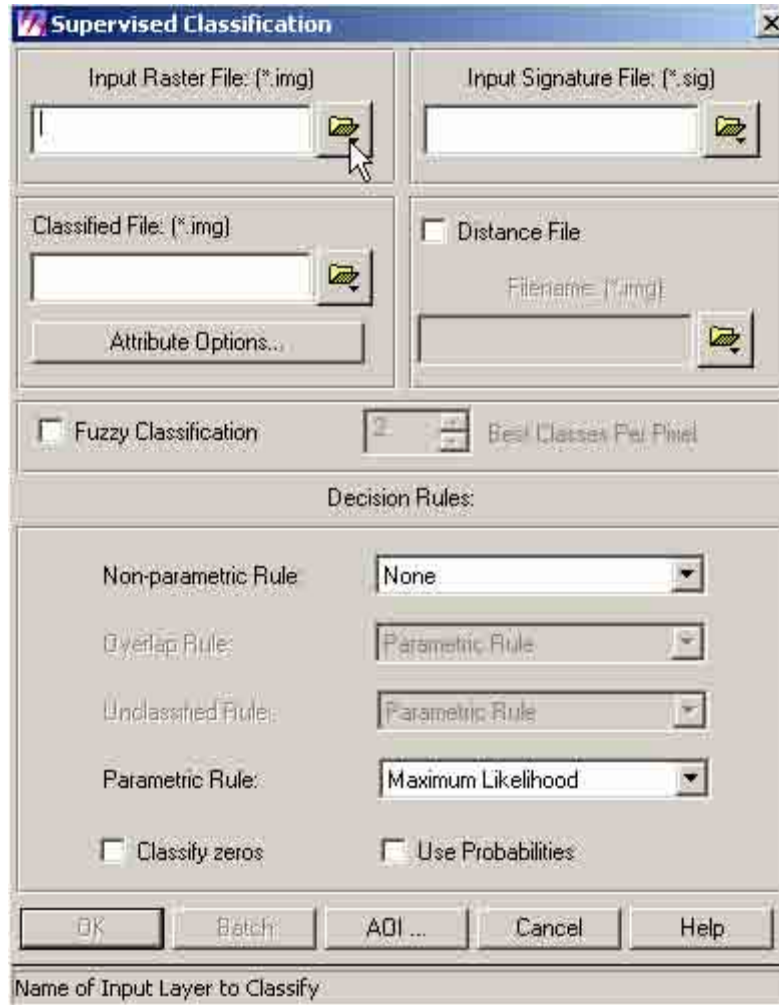 Supervised Classification
Input Raster File: (*.img)
Input Signature File: (*.sig)
Classified File: (*.img)
Distance File
Filename: (*.img)
Attribute Options...
Fuzzy Classification
2
Best Classes Per Pixel
Decision Rules:
Non-parametric Rule
None
Overlap Rule:
Parametric Rule
Unclassified Rule:
Parametric Rule
Parametric Rule:
Maximum Likelihood
Classify zeros
Use Probabilities
OK
Batch
AOI ...
Cancel
Help
Name of Input Layer to Classify